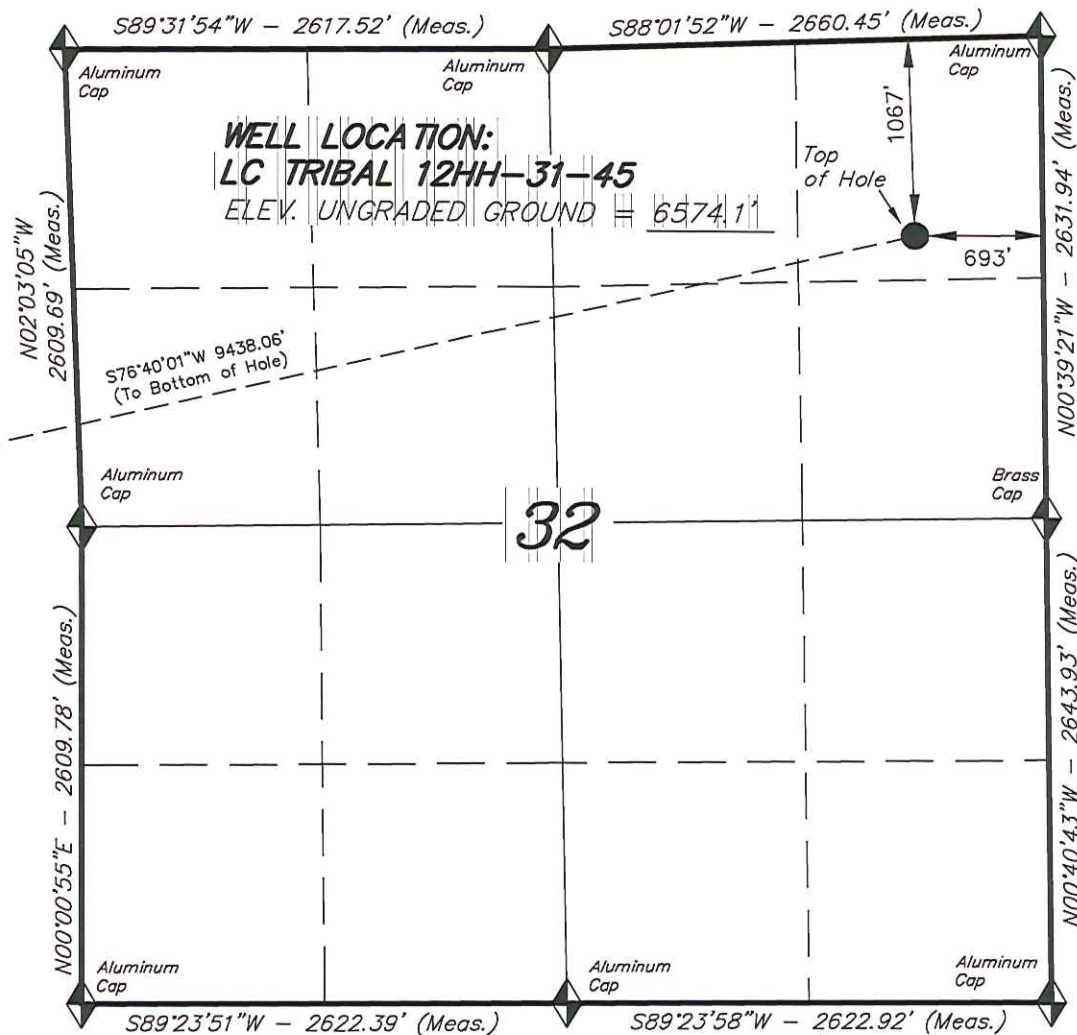 S89°31'54"W - 2617.52' (Meas.)
S88°01'52"W - 2660.45' (Meas.)
Aluminum
Cap
Aluminum
Cap
Aluminum
Cap
WELL LOCATION:
LC TRIBAL 12HH-31-45
ELEV. UNGRADED GROUND = 6574.1'
1067'
Top
of Hole
693'
N02°03'05"W
2609.69' (Meas.)
N00°39'21"W - 2631.94' (Meas.)
S76°40'01"W 9438.06'
(To Bottom of Hole)
Aluminum
Cap
Brass
Cap
32
N00°00'55"E - 2609.78' (Meas.)
N00°40'43"W - 2643.93' (Meas.)
Aluminum
Cap
Aluminum
Cap
Aluminum
Cap
S89°23'51"W - 2622.39' (Meas.)
S89°23'58"W - 2622.92' (Meas.)